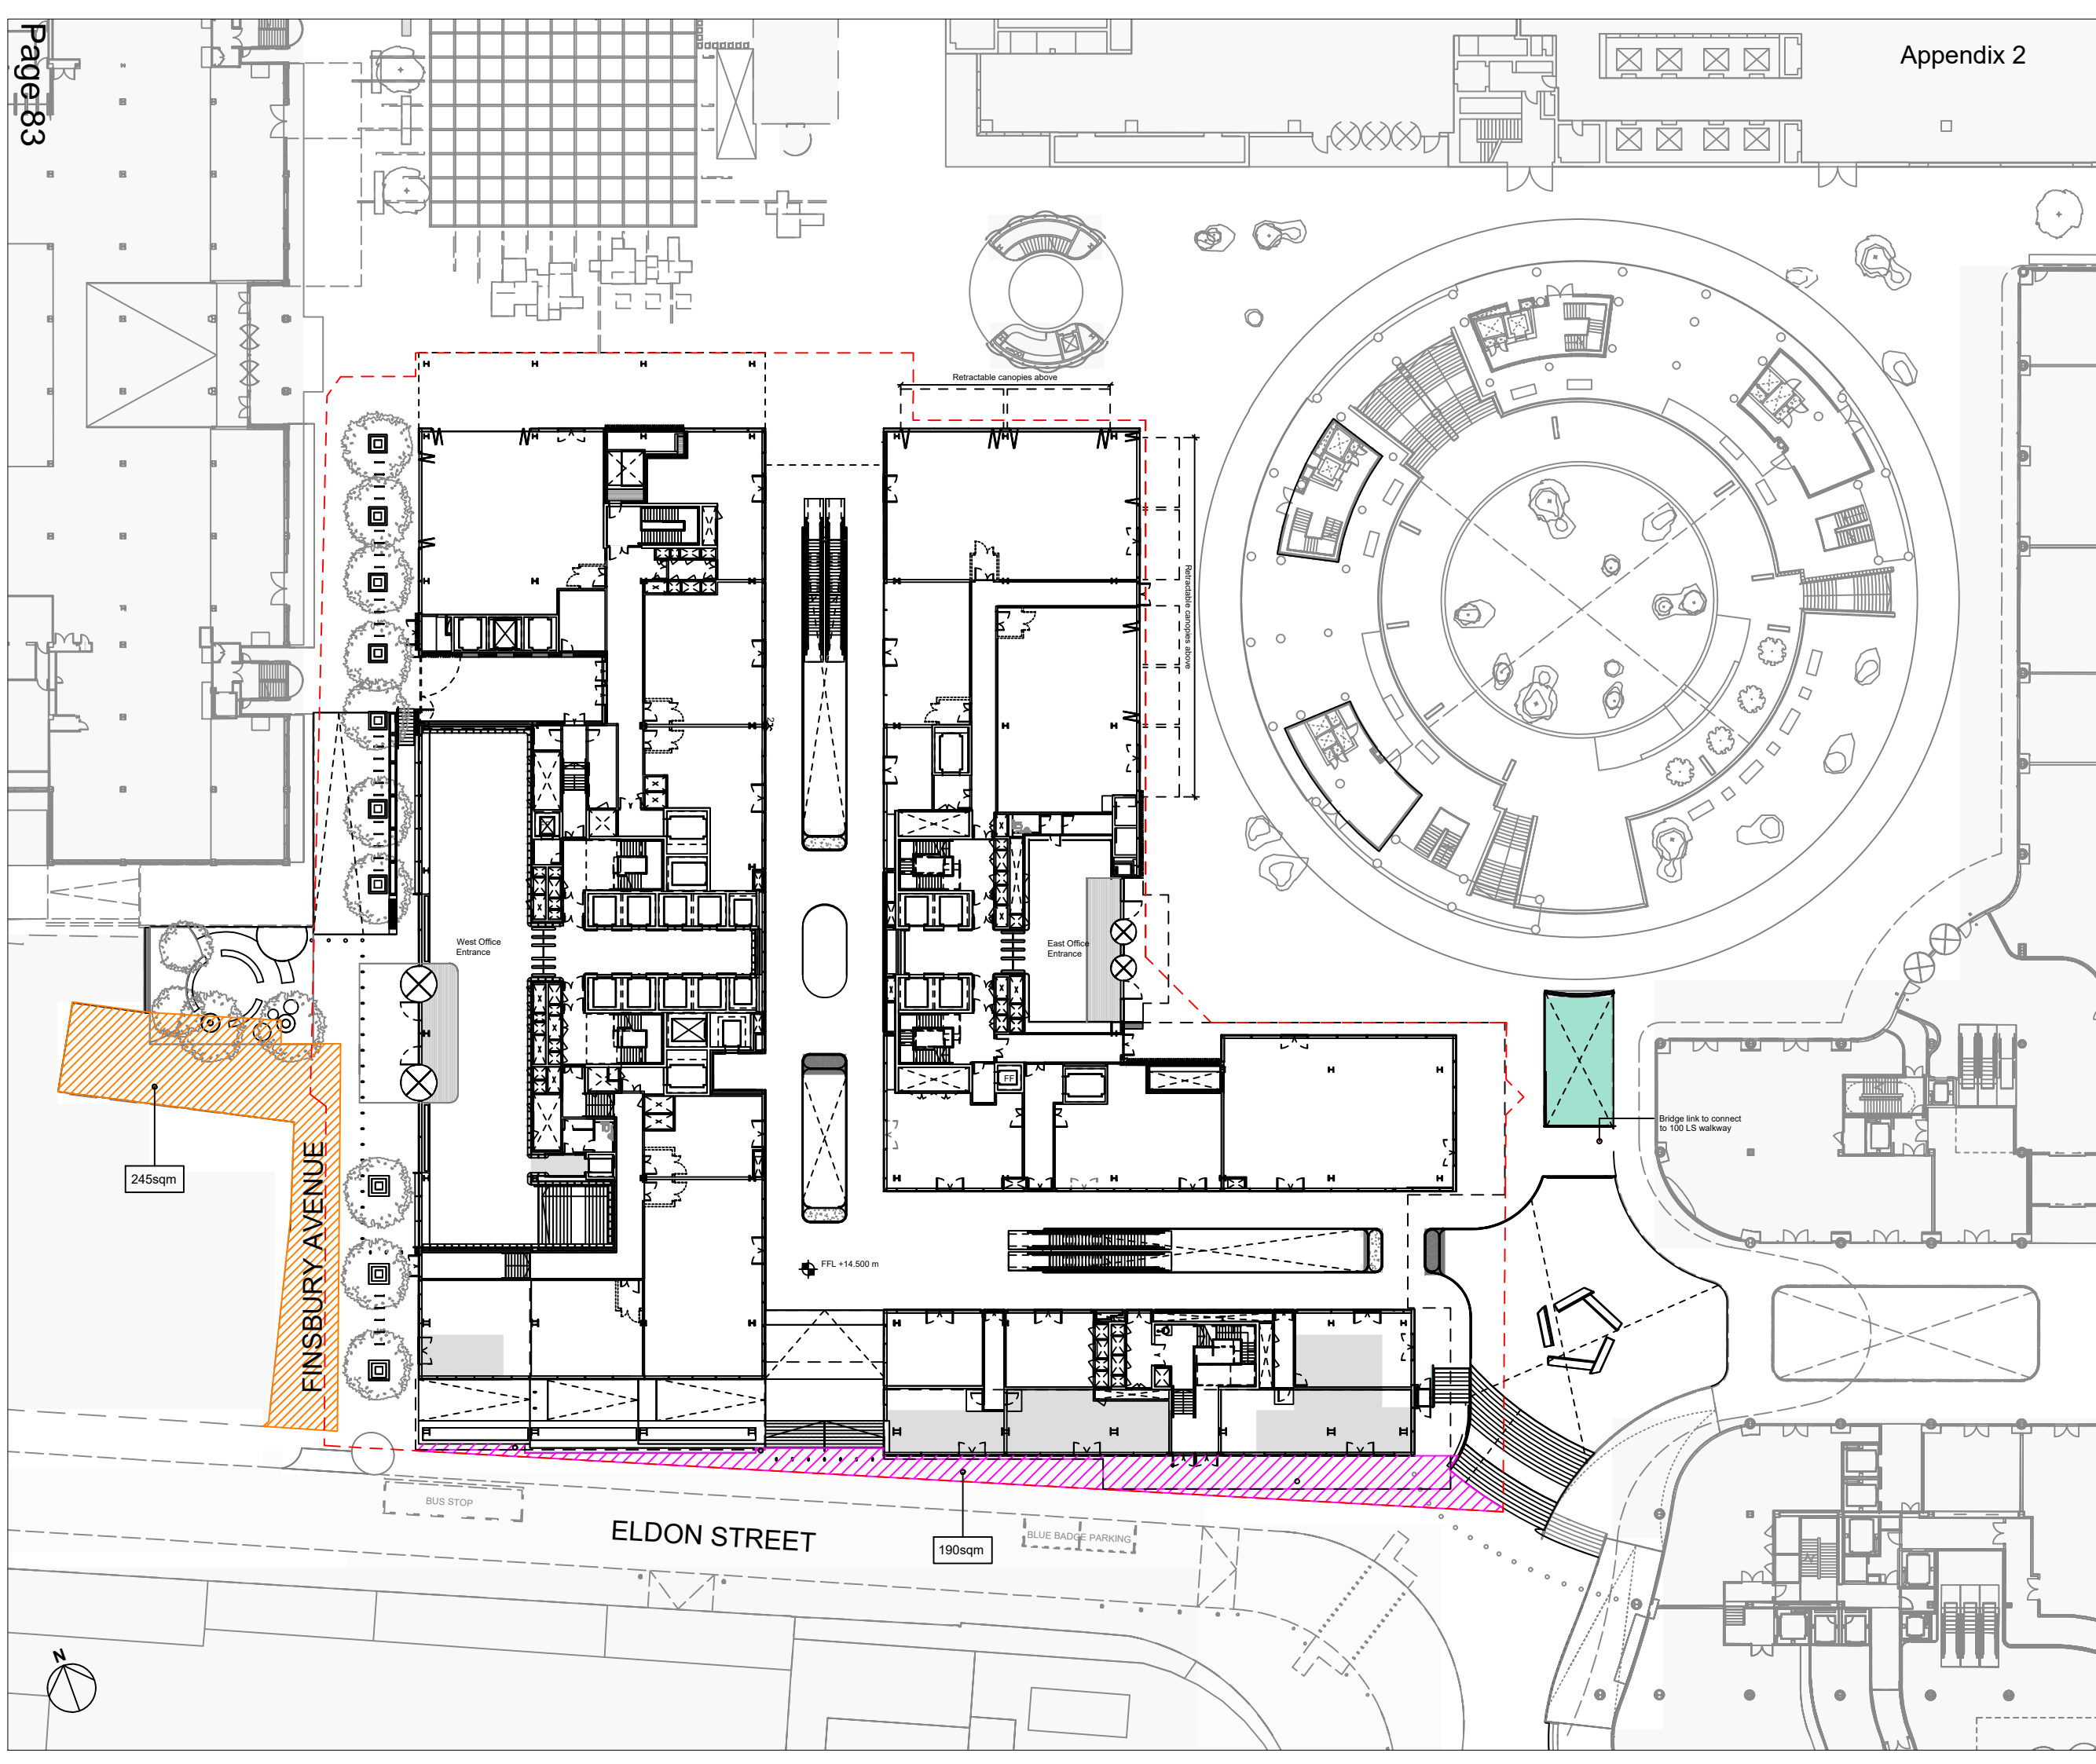 Page 83
Appendix 2
Retractable canopies above
Retractable canopies above
West Office
Entrance
East Office
Entrance
FF
Bridge link to connect
to 100 LS walkway
245sqm
FINSBURY AVENUE
FFL +14.500 m
BUS STOP
ELDON STREET
BLUE BADGE PARKING
190sqm
N